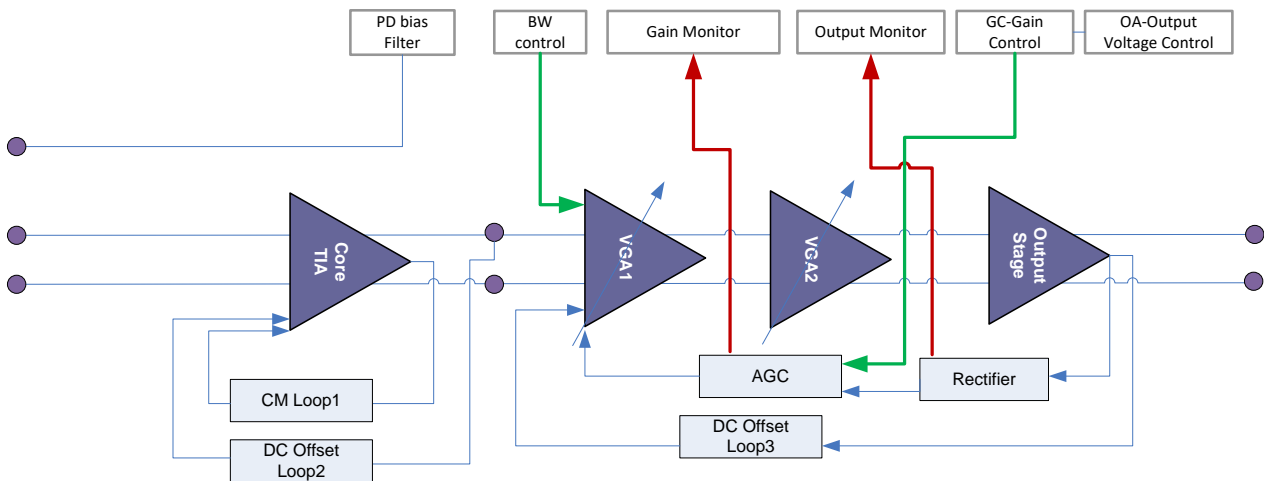 PD bias
Filter
BW
control
Gain Monitor
Output Monitor
GC-Gain
Control
OA-Output
Voltage Control
Core
TIA
VGA1
VGA2
Output
Stage
CM Loop1
DC Offset
Loop2
AGC
Rectifier
DC Offset
Loop3